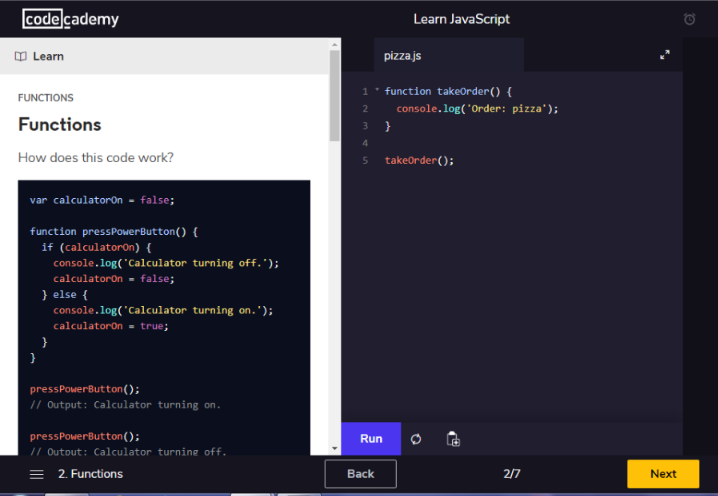 codecademy
Learn JavaScript
Learn
FUNCTIONS
Functions
How does this code work?
var calculatorOn = false;
function pressPowerButton() {
if (calculatorOn) {
console.log('Calculator turning off.');
calculatorOn = false;
} else {
console.log('Calculator turning on.');
calculatorOn = true;
}
}
pressPowerButton();
// Output: Calculator turning on.
pressPowerButton();
// Output: Calculator turning off.
pizza.js
1 function takeOrder() {
2 console.log('Order: pizza');
3 }
4
5 takeOrder();
Run
2. Functions
Back
2/7
Next